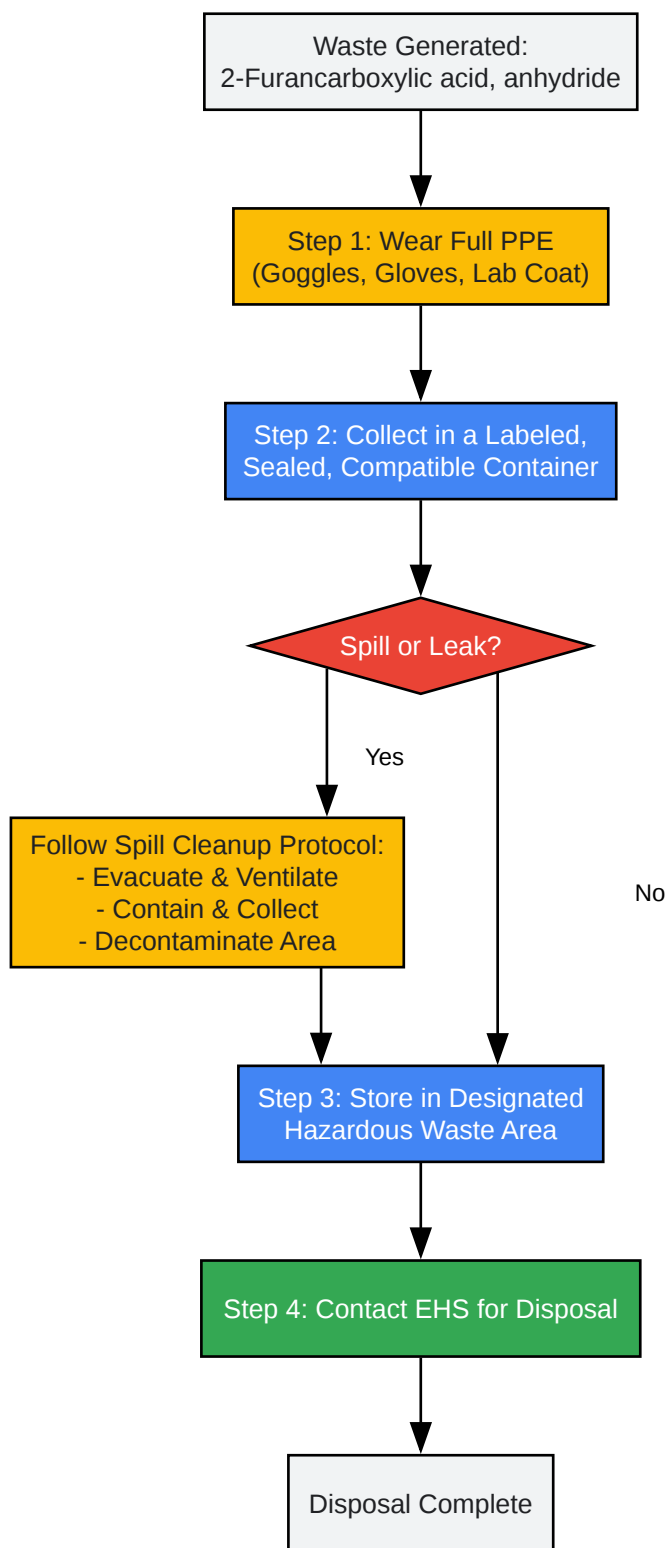 Waste Generated:
2-Furancarboxylic acid, anhydride
Step 1: Wear Full PPE
(Goggles, Gloves, Lab Coat)
Step 2: Collect in a Labeled,
Sealed, Compatible Container
Spill or Leak?
Yes
Follow Spill Cleanup Protocol:
- Evacuate & Ventilate
- Contain & Collect
- Decontaminate Area
No
Step 3: Store in Designated
Hazardous Waste Area
Step 4: Contact EHS for Disposal
Disposal Complete